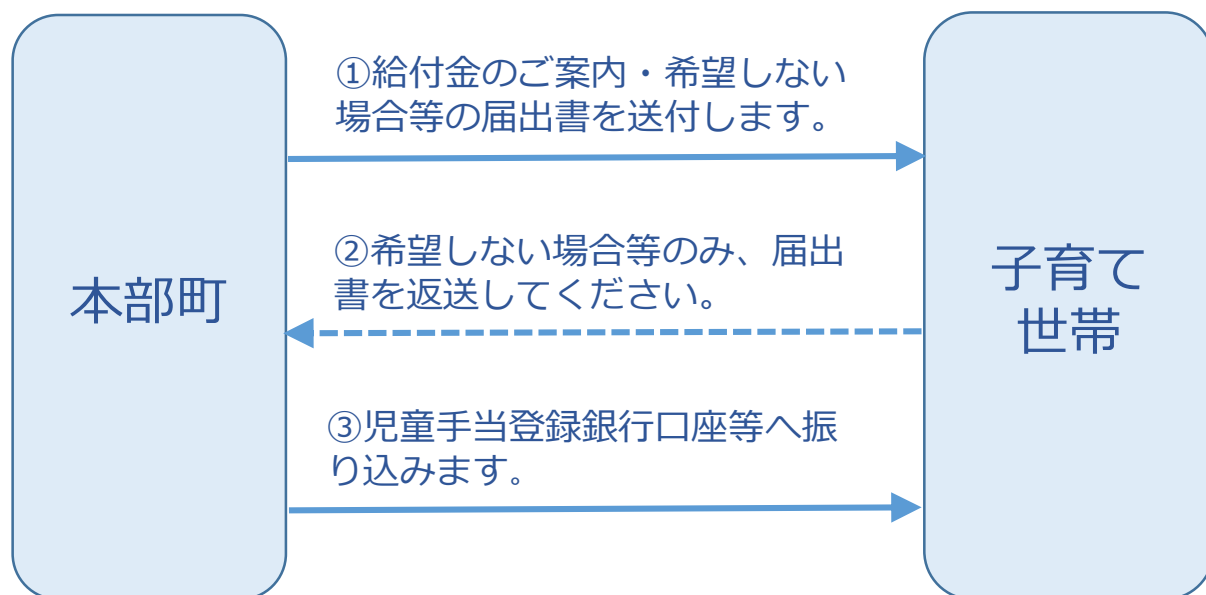 本部町
①給付金のご案内・希望しない
場合等の届出書を送付します。
②希望しない場合等のみ、届出
書を返送してください。
③児童手当登録銀行口座等へ振
り込みます。
子育て
世帯